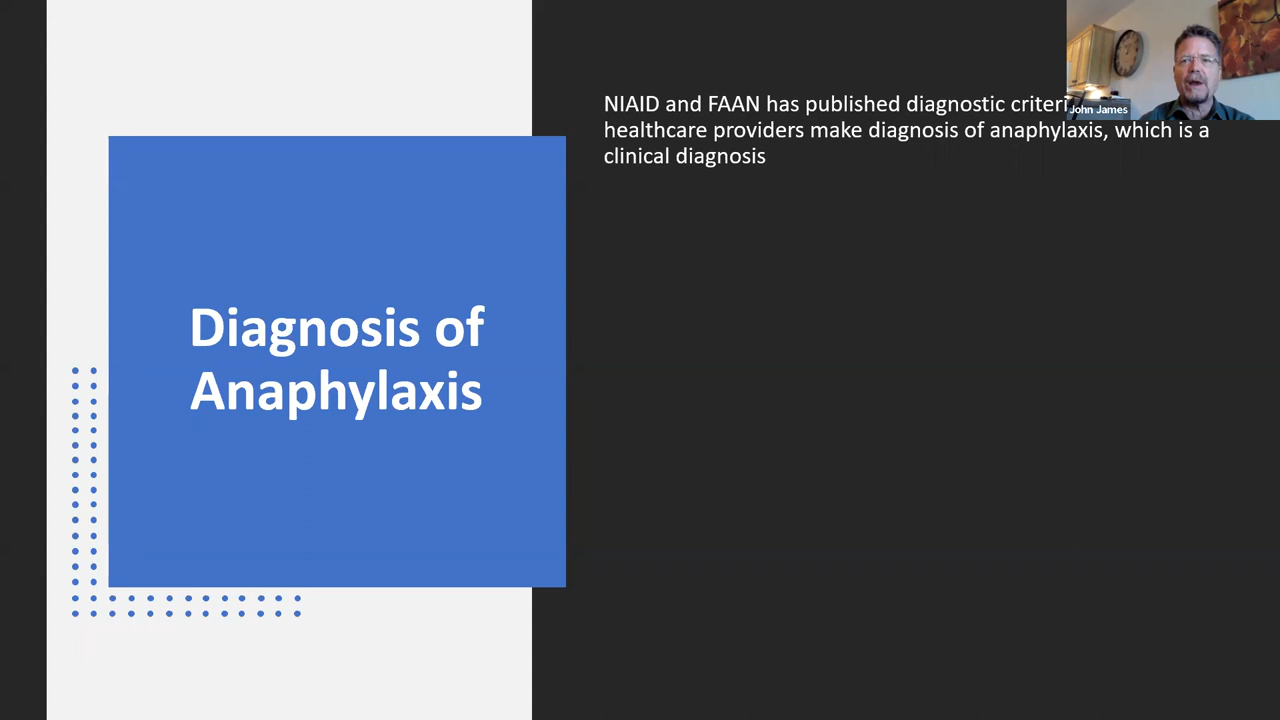 NIAID and FAAN has published diagnostic
healthcare providers make diagnosis of anaphylaxis, which is a
clinical diagnosis
John James
Diagnosis of
Anaphylaxis